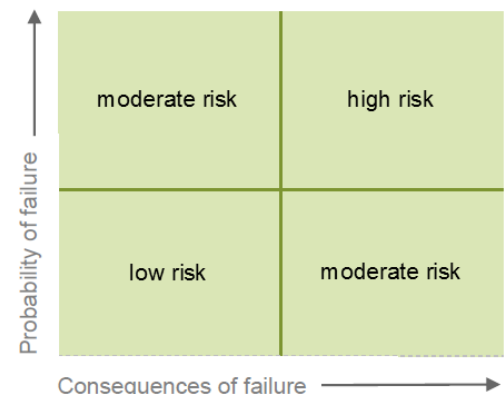 moderate risk
high risk
Probability of failure
low risk
moderate risk
Consequences of failure